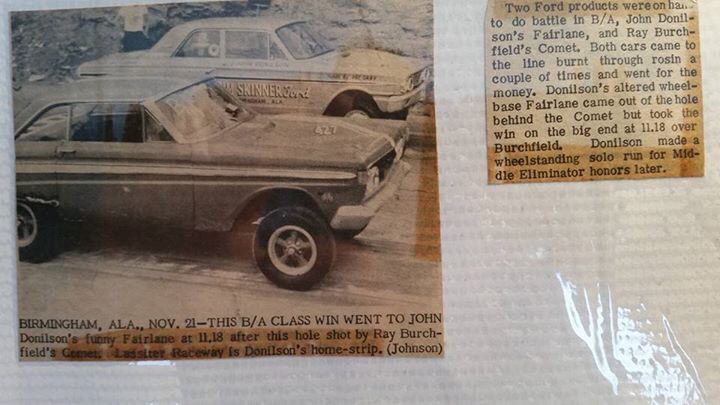 SKINNER Ford
BIRMINGHAM, ALA.
427
BIRMINGHAM, ALA., NOV. 21—THIS B/A CLASS WIN WENT TO JOHN
Donilson's funny Fairlane at 11.18 after this hole shot by Ray Burch-
field's Comet. Lassiter Raceway is Donilson's home-strip. (Johnson)
Two Ford products were on hand
to do battle in B/A, John Donil-
son's Fairlane, and Ray Burch-
field's Comet. Both cars came to
the line burnt through rosin a
couple of times and went for the
money. Donilson's altered wheel-
base Fairlane came out of the hole
behind the Comet but took the
win on the big end at 11.18 over
Burchfield. Donilson made a
wheelstanding solo run for Mid-
dle Eliminator honors later.